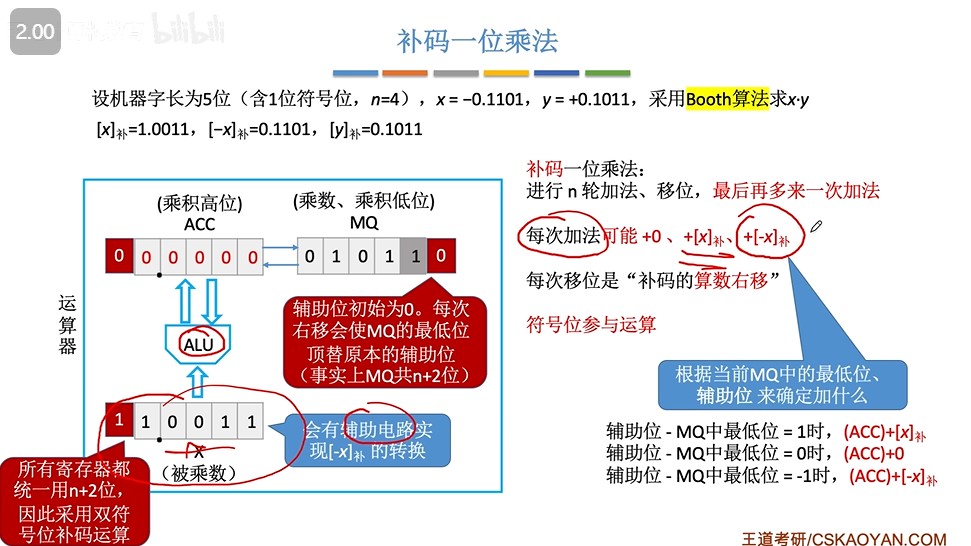 2.00
bilibili
补码一位乘法
设机器字长为5位（含1位符号位，n=4），x = −0.1101，y = +0.1011，采用Booth算法求x·y
[x]补=1.0011，[−x]补=0.1101，[y]补=0.1011
补码一位乘法：
进行 n 轮加法、移位，最后再多来一次加法
每次加法可能 +0 、+[x]补、+[-x]补
每次移位是“补码的算数右移”
符号位参与运算
(乘积高位)
ACC
(乘数、乘积低位)
MQ
0 0 0 0 0 0
0 1 0 1 1 0
运算器
ALU
辅助位初始为0。每次
右移会使MQ的最低位
顶替原本的辅助位
（事实上MQ共n+2位）
1 1 0 0 1 1
X
（被乘数）
会有辅助电路实
现[-x]补 的转换
所有寄存器都
统一用n+2位，
因此采用双符
号位补码运算
根据当前MQ中的最低位、
辅助位 来确定加什么
辅助位 - MQ中最低位 = 1时，(ACC)+[x]补
辅助位 - MQ中最低位 = 0时，(ACC)+0
辅助位 - MQ中最低位 = -1时，(ACC)+[-x]补
王道考研/CSKAOYAN.COM